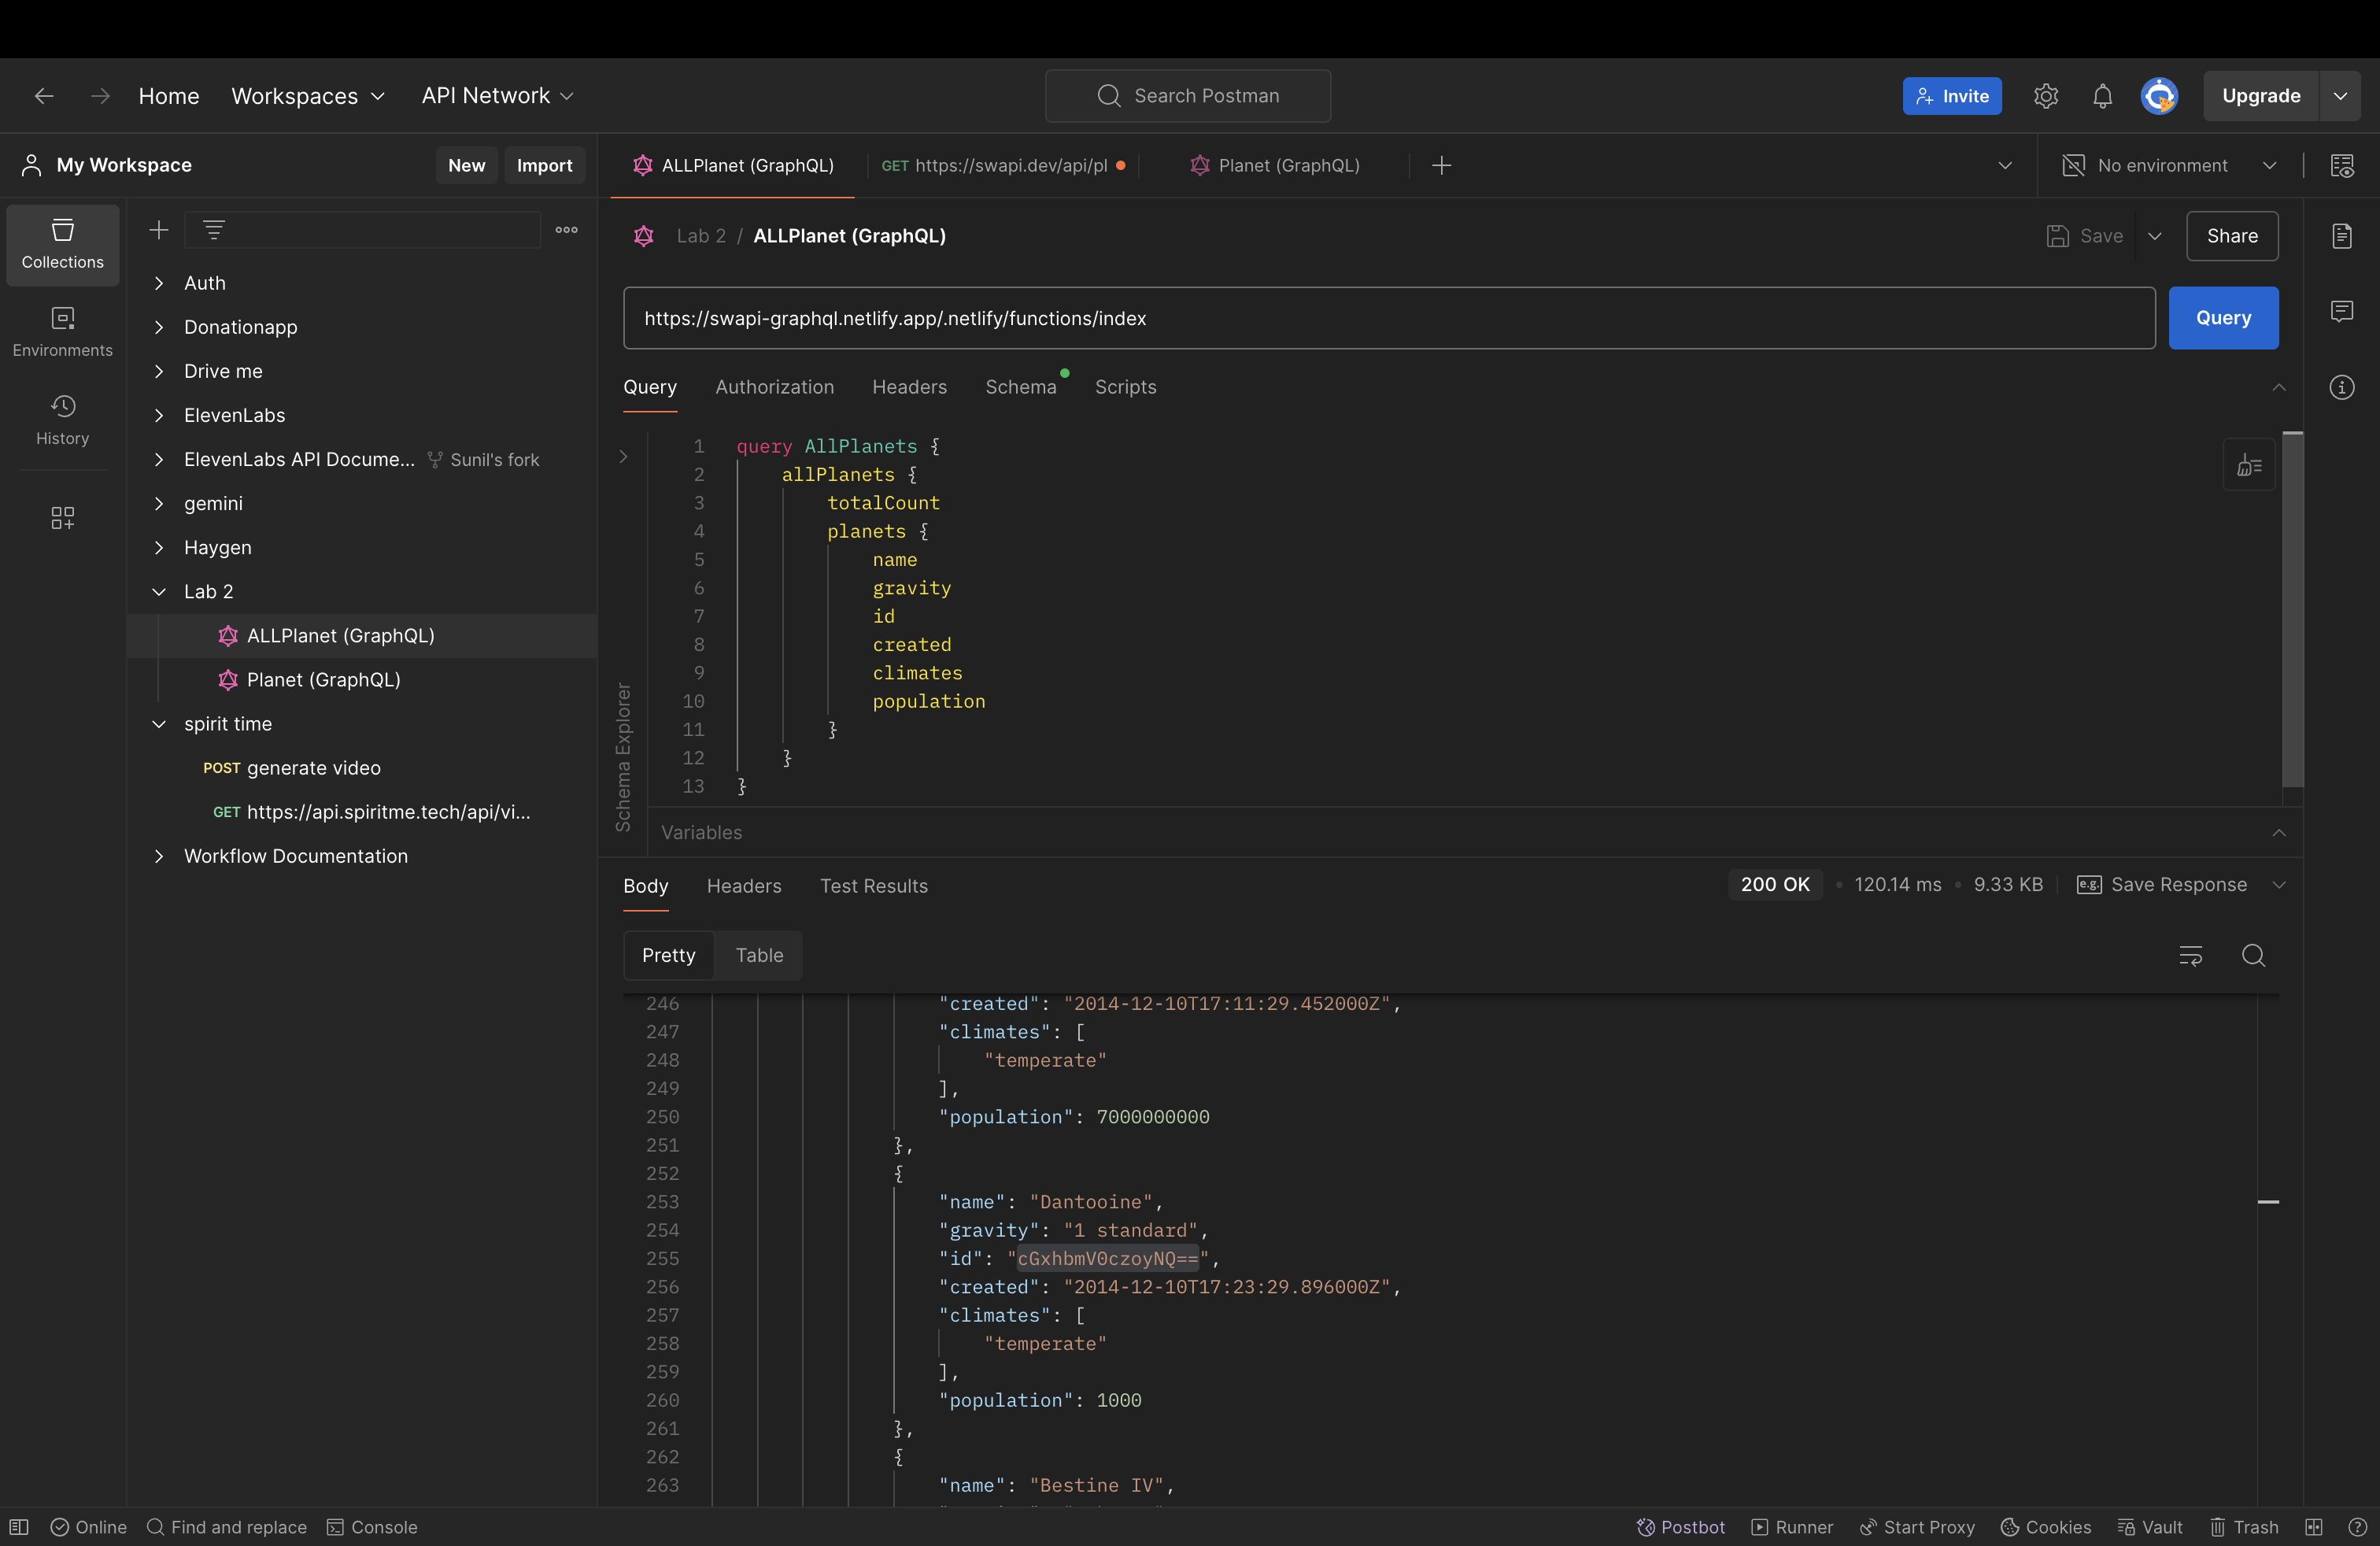 Home Workspaces API Network Search Postman Invite Upgrade
My Workspace New Import
ALLPlanet (GraphQL) GET https://swapi.dev/api/pl Planet (GraphQL) No environment
Collections
Environments
History
Auth
Donationapp
Drive me
ElevenLabs
ElevenLabs API Docume... Sunil's fork
gemini
Haygen
Lab 2
ALLPlanet (GraphQL)
Planet (GraphQL)
spirit time
POST generate video
GET https://api.spiritme.tech/api/vi...
Workflow Documentation
Lab 2 / ALLPlanet (GraphQL) Save Share
https://swapi-graphql.netlify.app/.netlify/functions/index Query
Query Authorization Headers Schema Scripts
Schema Explorer
1 query AllPlanets {
2 allPlanets {
3 totalCount
4 planets {
5 name
6 gravity
7 id
8 created
9 climates
10 population
11 }
12 }
13 }
Variables
Body Headers Test Results 200 OK • 120.14 ms • 9.33 KB e.g. Save Response
Pretty Table
246 "created": "2014-12-10T17:11:29.452000Z",
247 "climates": [
248 "temperate"
249 ],
250 "population": 7000000000
251 },
252 {
253 "name": "Dantooine",
254 "gravity": "1 standard",
255 "id": "cGxhbmV0czoyNQ==",
256 "created": "2014-12-10T17:23:29.896000Z",
257 "climates": [
258 "temperate"
259 ],
260 "population": 1000
261 },
262 {
263 "name": "Bestine IV",
Online Find and replace Console Postbot Runner Start Proxy Cookies Vault Trash